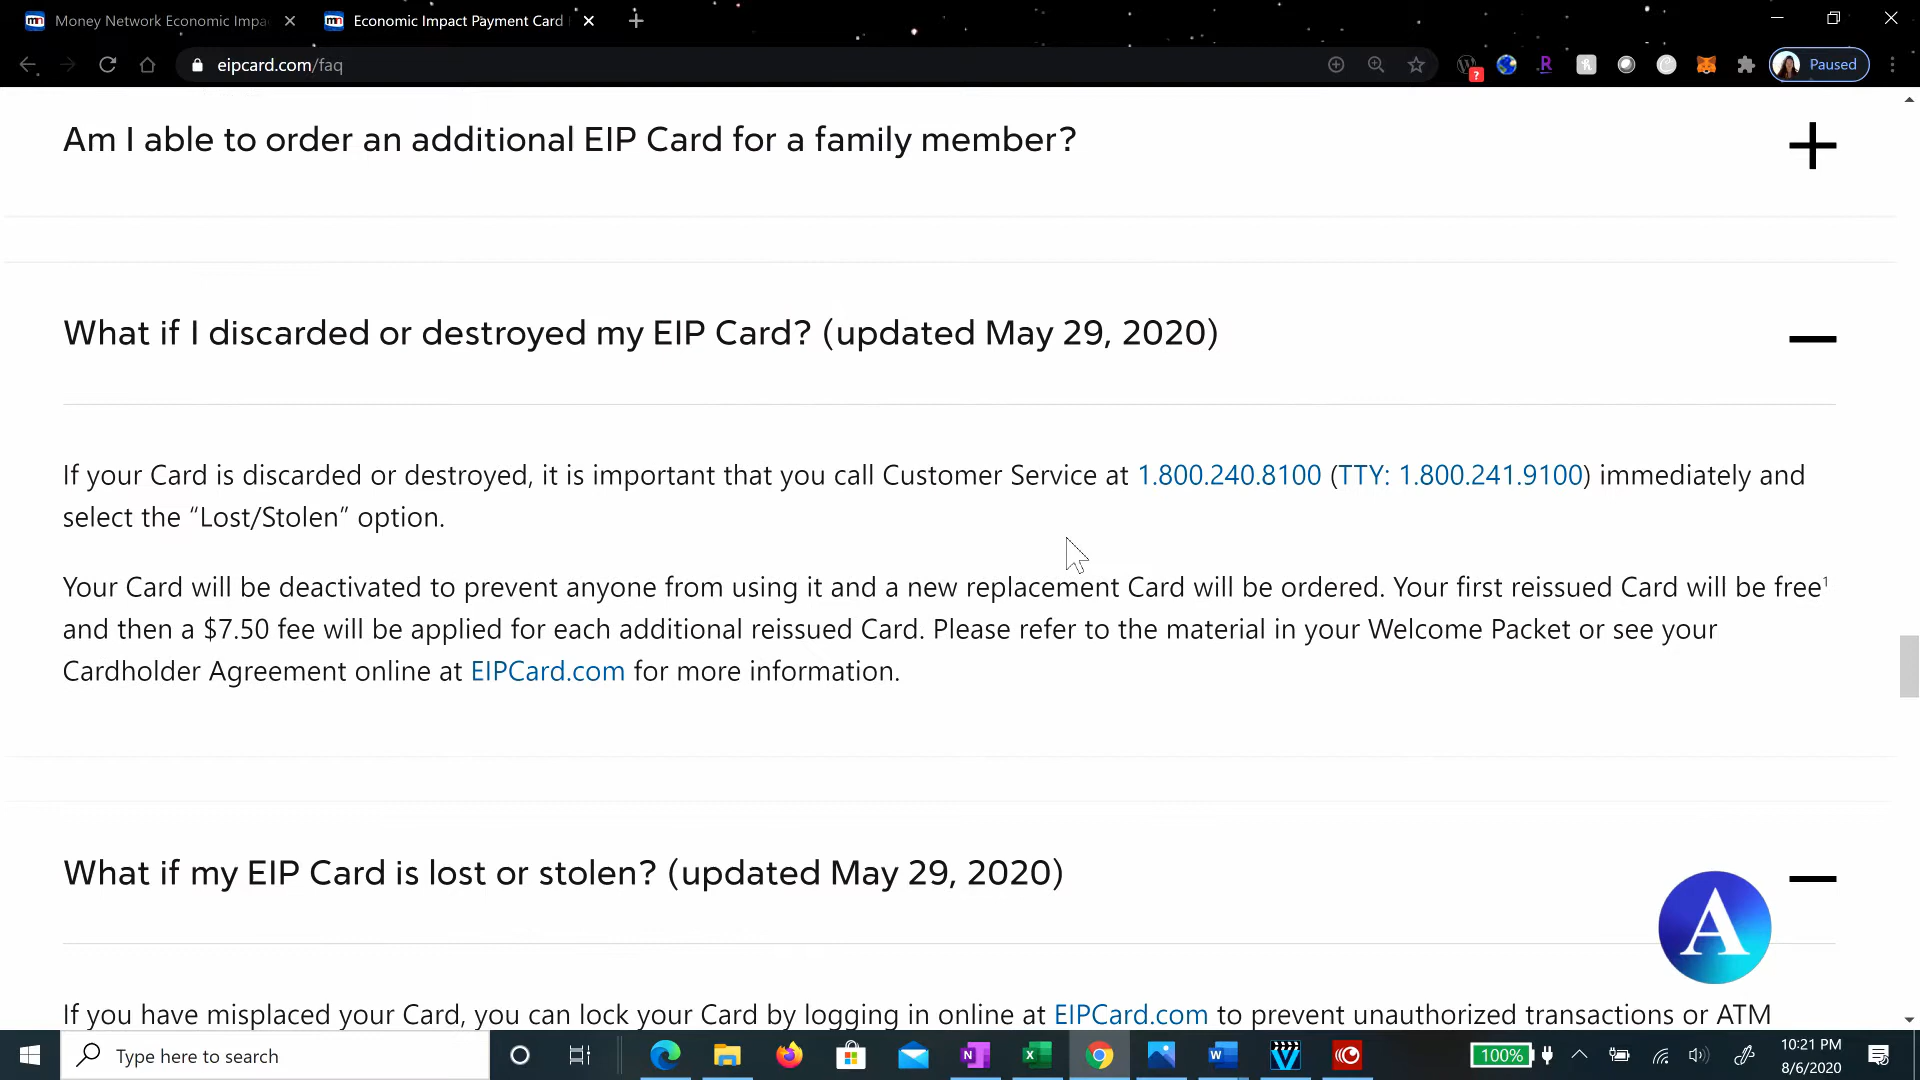 Money Network Economic Impa
Economic Impact Payment Card
eipcard.com/faq
Paused
Am I able to order an additional EIP Card for a family member?
What if I discarded or destroyed my EIP Card? (updated May 29, 2020)
If your Card is discarded or destroyed, it is important that you call Customer Service at 1.800.240.8100 (TTY: 1.800.241.9100) immediately and
select the “Lost/Stolen” option.
Your Card will be deactivated to prevent anyone from using it and a new replacement Card will be ordered. Your first reissued Card will be free¹
and then a $7.50 fee will be applied for each additional reissued Card. Please refer to the material in your Welcome Packet or see your
Cardholder Agreement online at EIPCard.com for more information.
What if my EIP Card is lost or stolen? (updated May 29, 2020)
A
If you have misplaced your Card, you can lock your Card by logging in online at EIPCard.com to prevent unauthorized transactions or ATM
Type here to search
100%
10:21 PM
8/6/2020